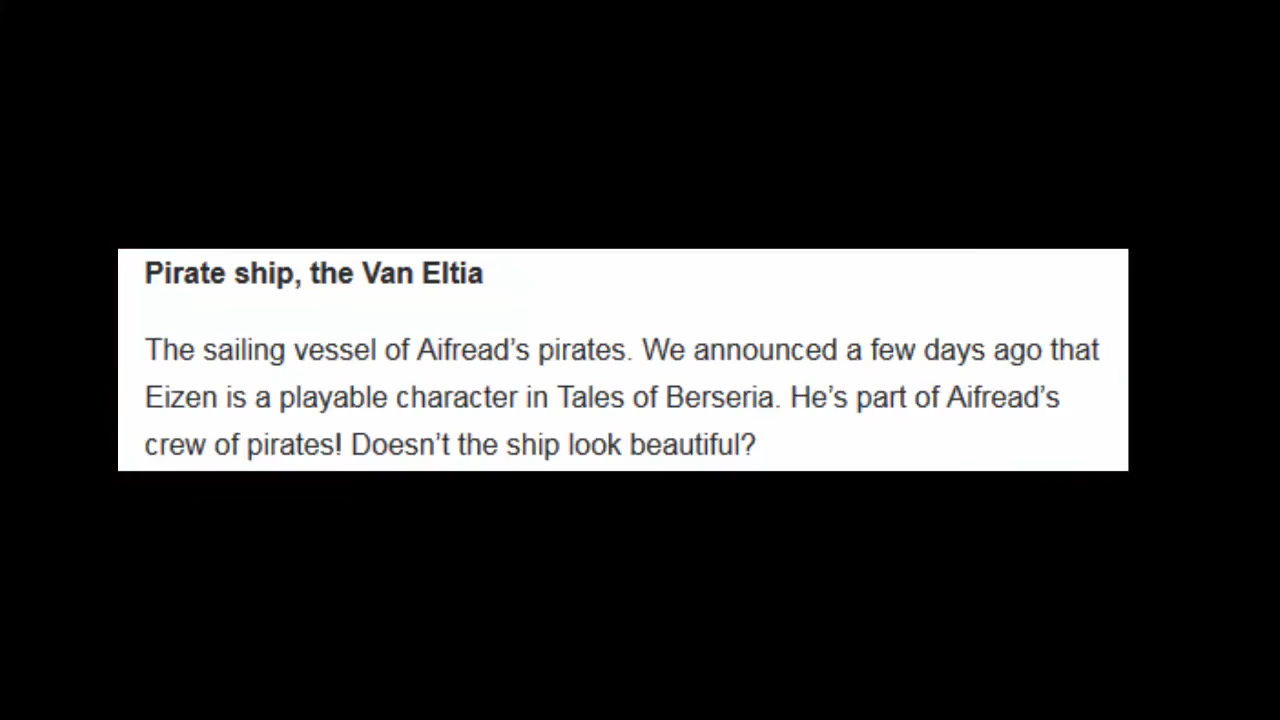 Pirate ship, the Van Eltia
The sailing vessel of Aifread’s pirates. We announced a few days ago that
Eizen is a playable character in Tales of Berseria. He’s part of Aifread’s
crew of pirates! Doesn’t the ship look beautiful?